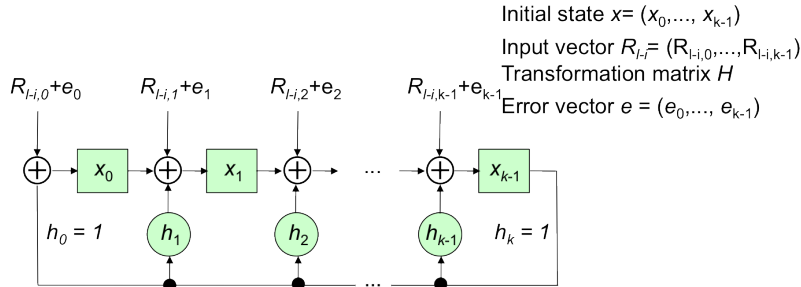 Initial state x= (x0,..., xk-1)
Input vector Rl-i= (Rl-i,0,...,Rl-i,k-1)
Transformation matrix H
Error vector e = (e0,..., ek-1)
Rl-i,0+e0 Rl-i,1+e1 Rl-i,2+e2 Rl-i,k-1+ek-1
+ x0 + x1 + ... + xk-1
h0 = 1 h1 h2 hk-1 hk = 1
...